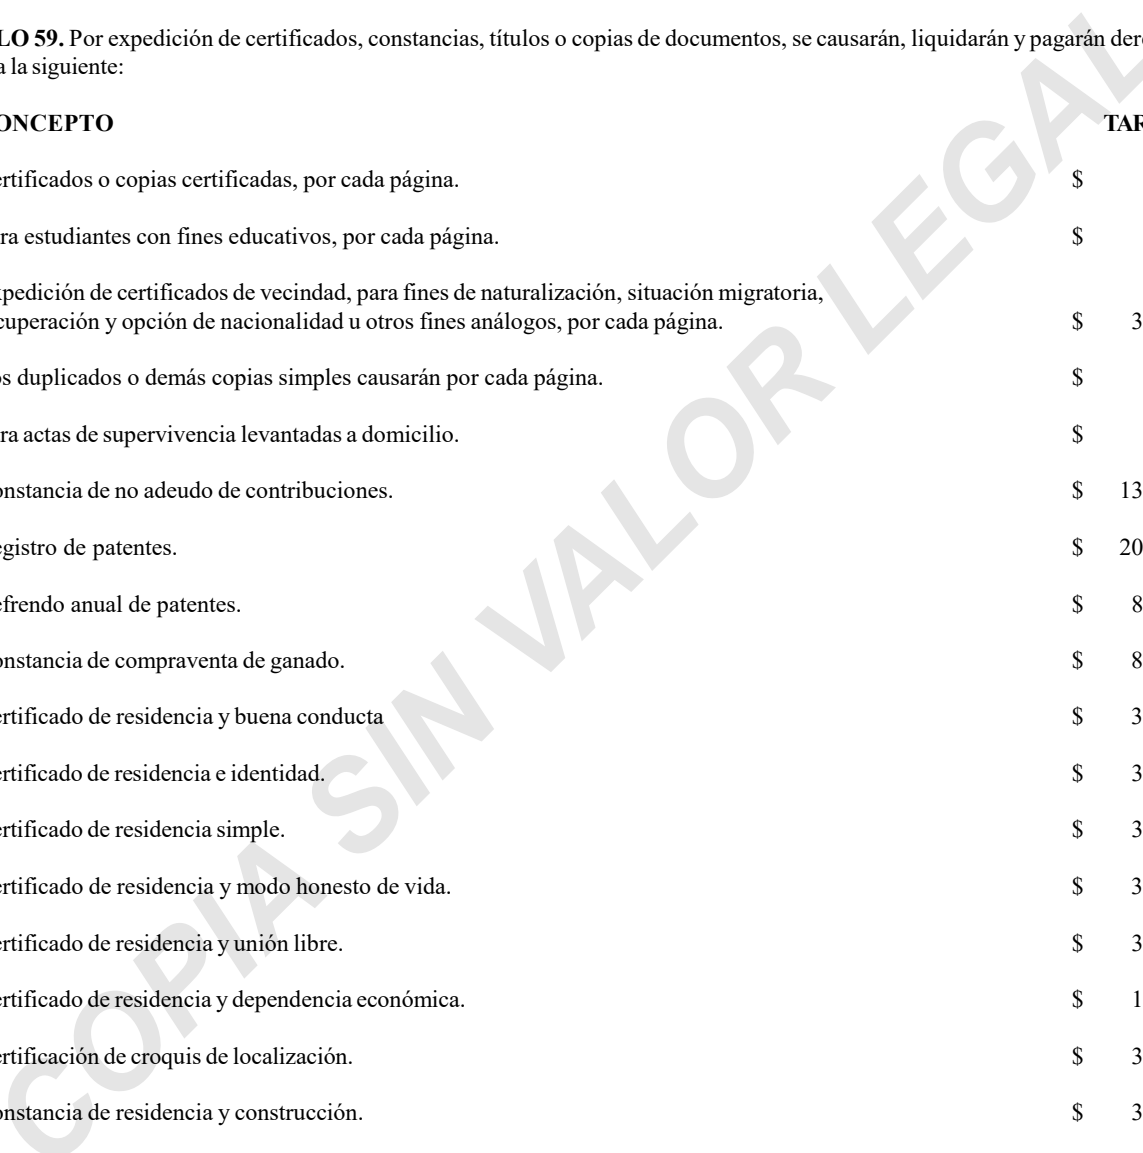 LO 59. Por expedición de certificados, constancias, títulos o copias de documentos, se causarán, liquidarán y pagarán der
a la siguiente:
ONCEPTO TAR
ertificados o copias certificadas, por cada página. $
ra estudiantes con fines educativos, por cada página. $
xpedición de certificados de vecindad, para fines de naturalización, situación migratoria,
cuperación y opción de nacionalidad u otros fines análogos, por cada página. $ 3
os duplicados o demás copias simples causarán por cada página. $
ra actas de supervivencia levantadas a domicilio. $
onstancia de no adeudo de contribuciones. $ 13
egistro de patentes. $ 20
efrendo anual de patentes. $ 8
onstancia de compraventa de ganado. $ 8
ertificado de residencia y buena conducta $ 3
ertificado de residencia e identidad. $ 3
ertificado de residencia simple. $ 3
ertificado de residencia y modo honesto de vida. $ 3
ertificado de residencia y unión libre. $ 3
ertificado de residencia y dependencia económica. $ 1
ertificación de croquis de localización. $ 3
onstancia de residencia y construcción. $ 3
COPIA SIN VALOR LEGAL